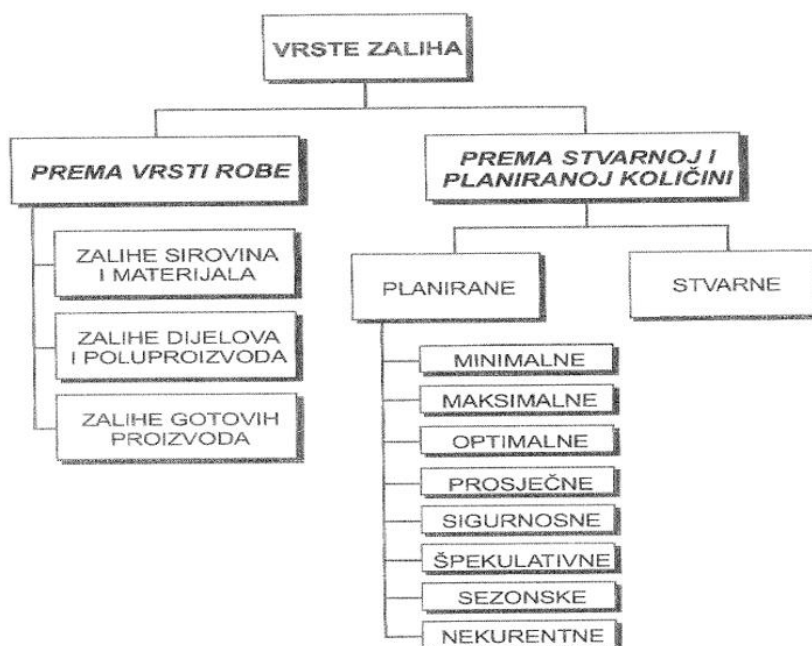 VRSTE ZALIHA
PREMA VRSTI ROBE
ZALIHE SIROVINA
I MATERIJALA
ZALIHE DIJELOVA
I POLUPROIZVODA
ZALIHE GOTOVIH
PROIZVODA
PREMA STVARNOJ I
PLANIRANOJ KOLIČINI
PLANIRANE
MINIMALNE
MAKSIMALNE
OPTIMALNE
PROSJEČNE
SIGURNOSNE
ŠPEKULATIVNE
SEZONSKE
NEKURENTNE
STVARNE